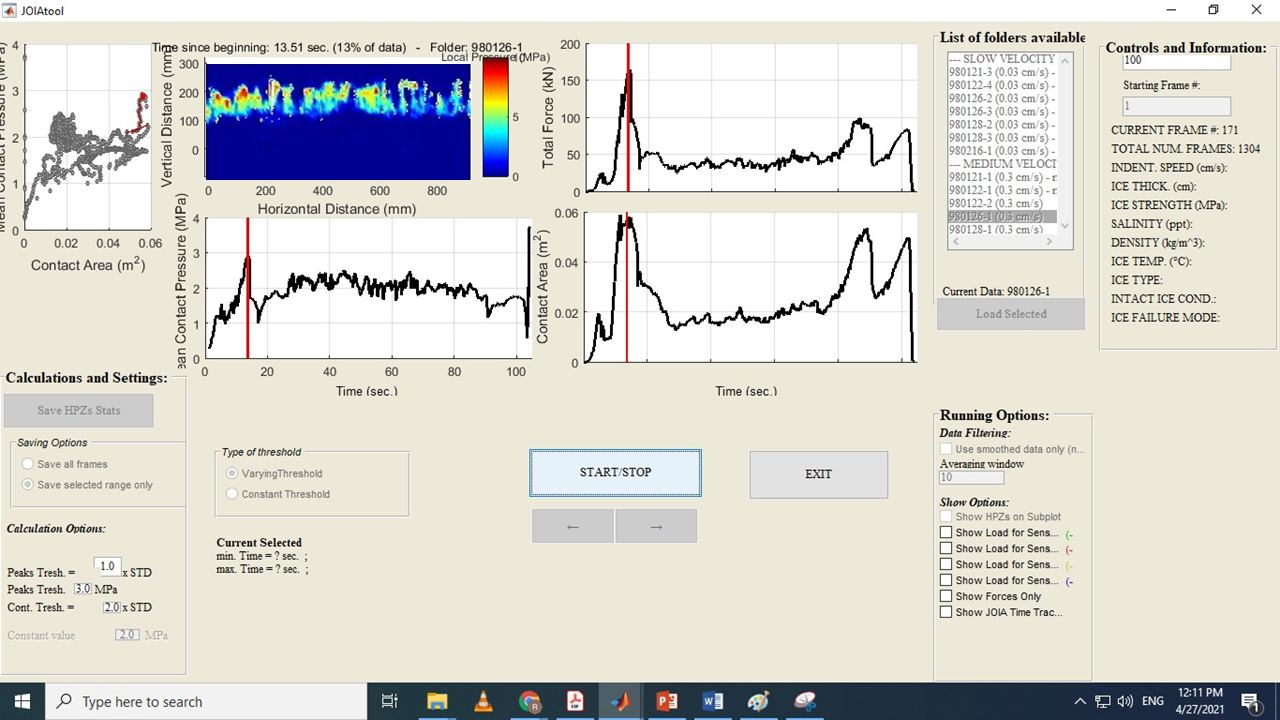 JOIAtool
Time since beginning: 13.51 sec. (13% of data) - Folder: 980126-1
Local Pressure (MPa)
Mean Contact Pressure (MPa)
4
3
2
1
0
0
0.02
0.04
0.06
Contact Area (m²)
Vertical Distance (mm)
300
200
100
0
0
200
400
600
800
Horizontal Distance (mm)
10
5
0
Total Force (kN)
200
150
100
50
0
ean Contact Pressure (MPa)
4
3
2
1
0
0
20
40
60
80
100
Time (sec.)
Contact Area (m²)
0.06
0.04
0.02
0
Time (sec.)
List of folders available
--- SLOW VELOCITY
980121-3 (0.03 cm/s) -
980122-4 (0.03 cm/s) -
980126-2 (0.03 cm/s) -
980126-3 (0.03 cm/s) -
980128-2 (0.03 cm/s) -
980128-3 (0.03 cm/s) -
980216-1 (0.03 cm/s) -
--- MEDIUM VELOCIT
980121-1 (0.3 cm/s) - r
980122-1 (0.3 cm/s) - r
980122-2 (0.3 cm/s)
980126-1 (0.3 cm/s)
980128-1 (0.3 cm/s)
Current Data: 980126-1
Load Selected
Controls and Information:
100
Starting Frame #:
1
CURRENT FRAME #: 171
TOTAL NUM. FRAMES: 1304
INDENT. SPEED (cm/s):
ICE THICK. (cm):
ICE STRENGTH (MPa):
SALINITY (ppt):
DENSITY (kg/m^3):
ICE TEMP. (°C):
ICE TYPE:
INTACT ICE COND.:
ICE FAILURE MODE:
Calculations and Settings:
Save HPZs Stats
Saving Options
Save all frames
Save selected range only
Calculation Options:
Peaks Tresh. = 1.0 x STD
Peaks Tresh. 3.0 MPa
Cont. Tresh. = 2.0 x STD
Constant value 2.0 MPa
Type of threshold
VaryingThreshold
Constant Threshold
Current Selected
min. Time = ? sec. ;
max. Time = ? sec. ;
START/STOP
←
→
EXIT
Running Options:
Data Filtering:
Use smoothed data only (n...
Averaging window
10
Show Options:
Show HPZs on Subplot
Show Load for Sens... (-
Show Load for Sens... (-
Show Load for Sens... (-
Show Load for Sens... (-
Show Forces Only
Show JOIA Time Trac...
Type here to search
ENG
12:11 PM
4/27/2021
1